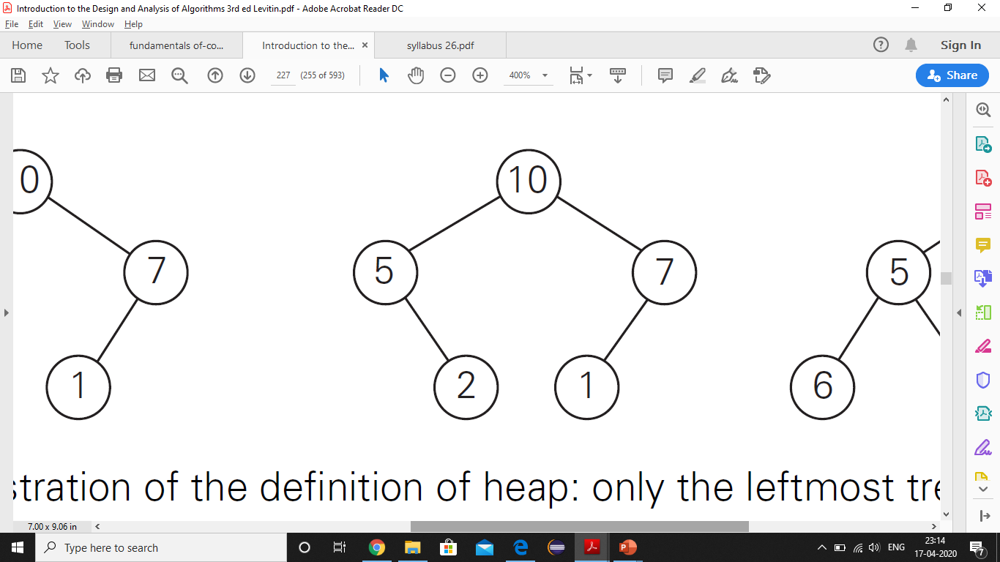 Introduction to the Design and Analysis of Algorithms 3rd ed Levitin.pdf - Adobe Acrobat Reader DC
File Edit View Window Help
Home Tools fundamentals of-co... Introduction to the... × syllabus 26.pdf Sign In
227 (255 of 593) 400% Share
0 10
7 5 7 5
1 2 1 6
stration of the definition of heap: only the leftmost tre
7.00 x 9.06 in
Type here to search ENG 23:14
17-04-2020 7